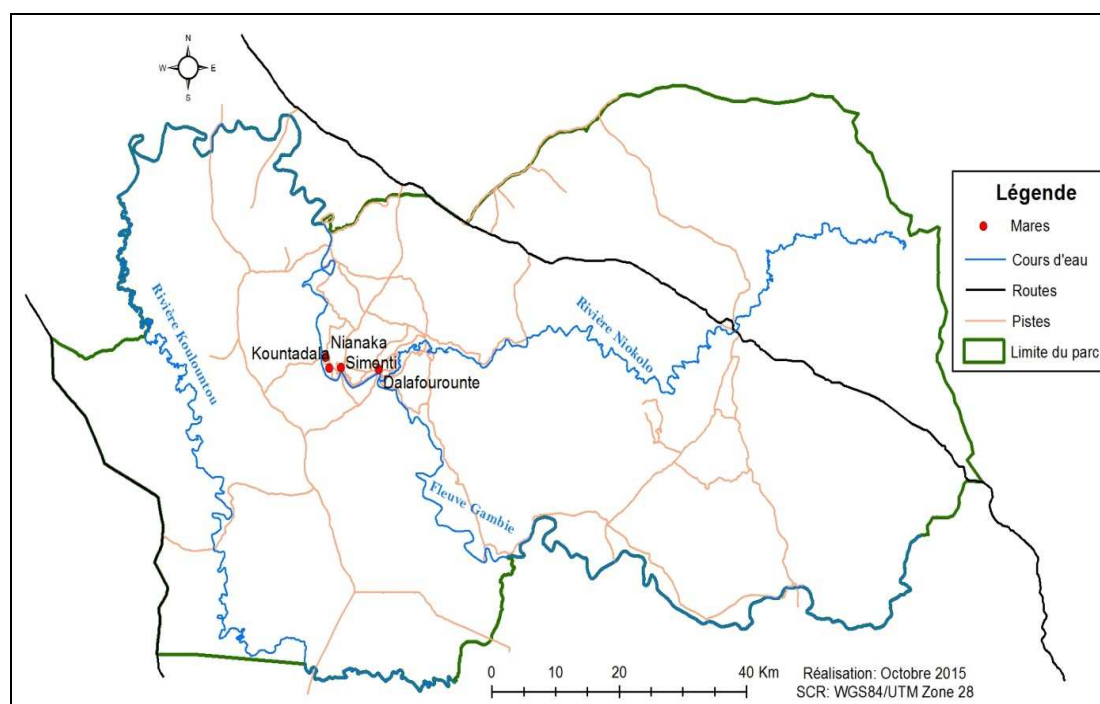 N
W E
S
Légende
Mares
Cours d'eau
Routes
Pistes
Limite du parc
Rivière Koulountou
Nianaka
Kountadala
Simenti
Dalafourounte
Rivière Niokolo
Fleuve Gambie
0 10 20 40 Km
Réalisation: Octobre 2015
SCR: WGS84/UTM Zone 28